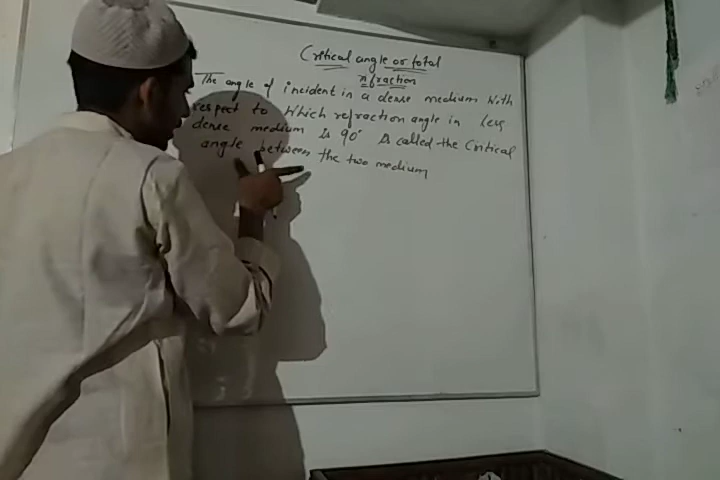 Critical angle or total
rfraction
The angle of incident in a dense medium with
respect to which refraction angle in less
dense medium is 90° is called the Critical
angle between the two medium